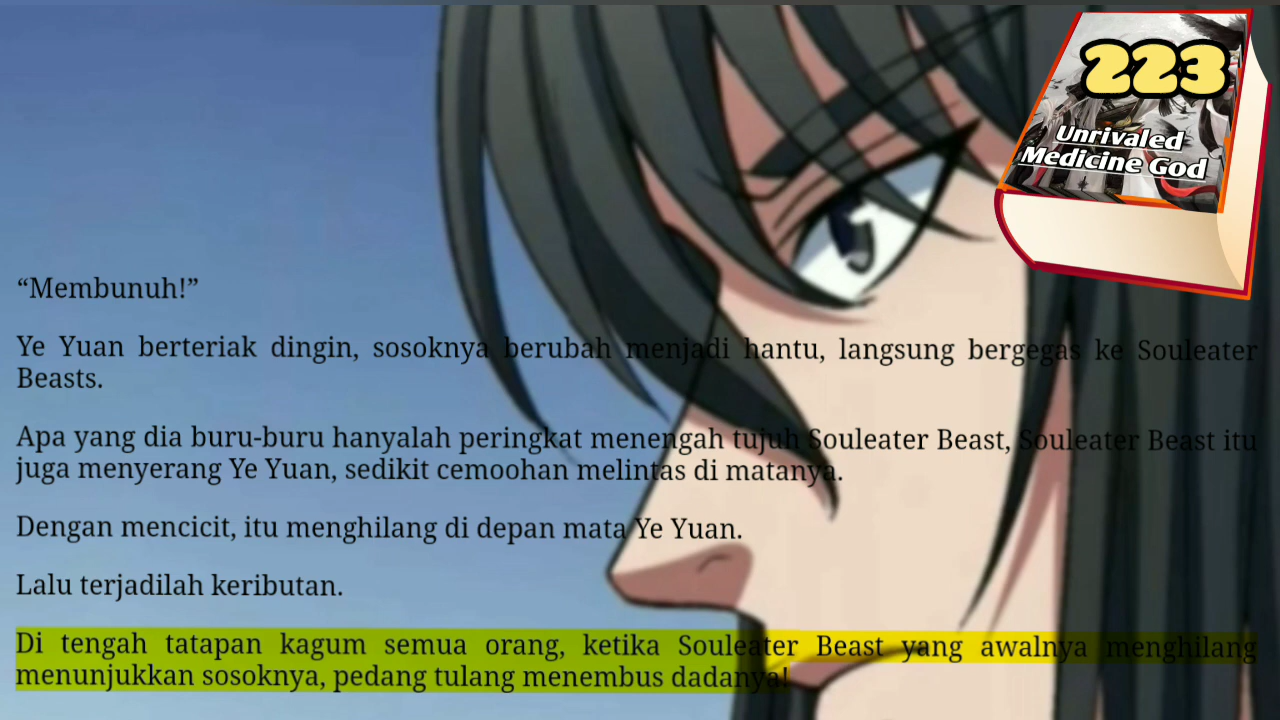 223
Unrivaled
Medicine God
“Membunuh!”
Ye Yuan berteriak dingin, sosoknya berubah menjadi hantu, langsung bergegas ke Souleater
Beasts.
Apa yang dia buru-buru hanyalah peringkat menengah tujuh Souleater Beast, Souleater Beast itu
juga menyerang Ye Yuan, sedikit cemoohan melintas di matanya.
Dengan mencicit, itu menghilang di depan mata Ye Yuan.
Lalu terjadilah keributan.
Di tengah tatapan kagum semua orang, ketika Souleater Beast yang awalnya menghilang
menunjukkan sosoknya, pedang tulang menembus dadanya!